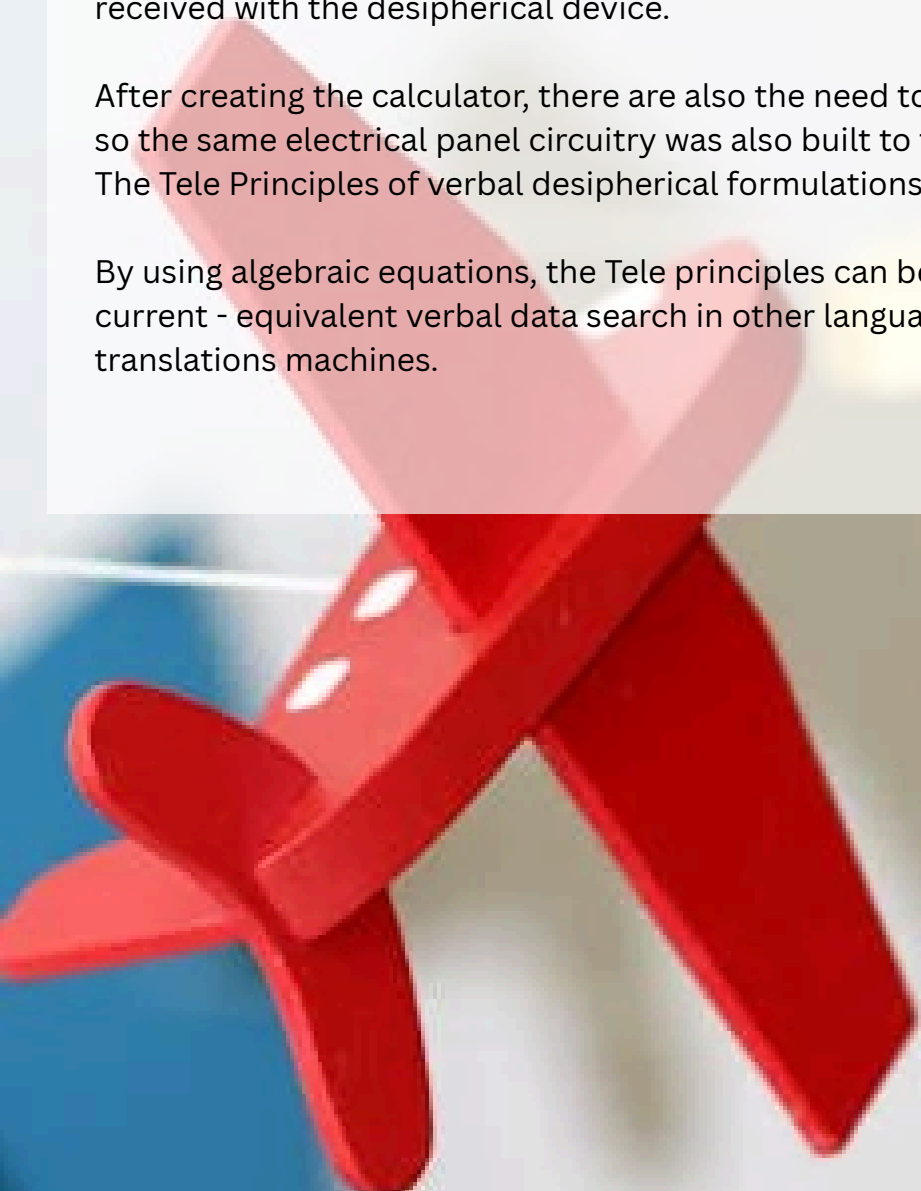 received with the desipherical device.
After creating the calculator, there are also the need to
so the same electrical panel circuitry was also built to
The Tele Principles of verbal desipherical formulations
By using algebraic equations, the Tele principles can be
current - equivalent verbal data search in other langua
translations machines.